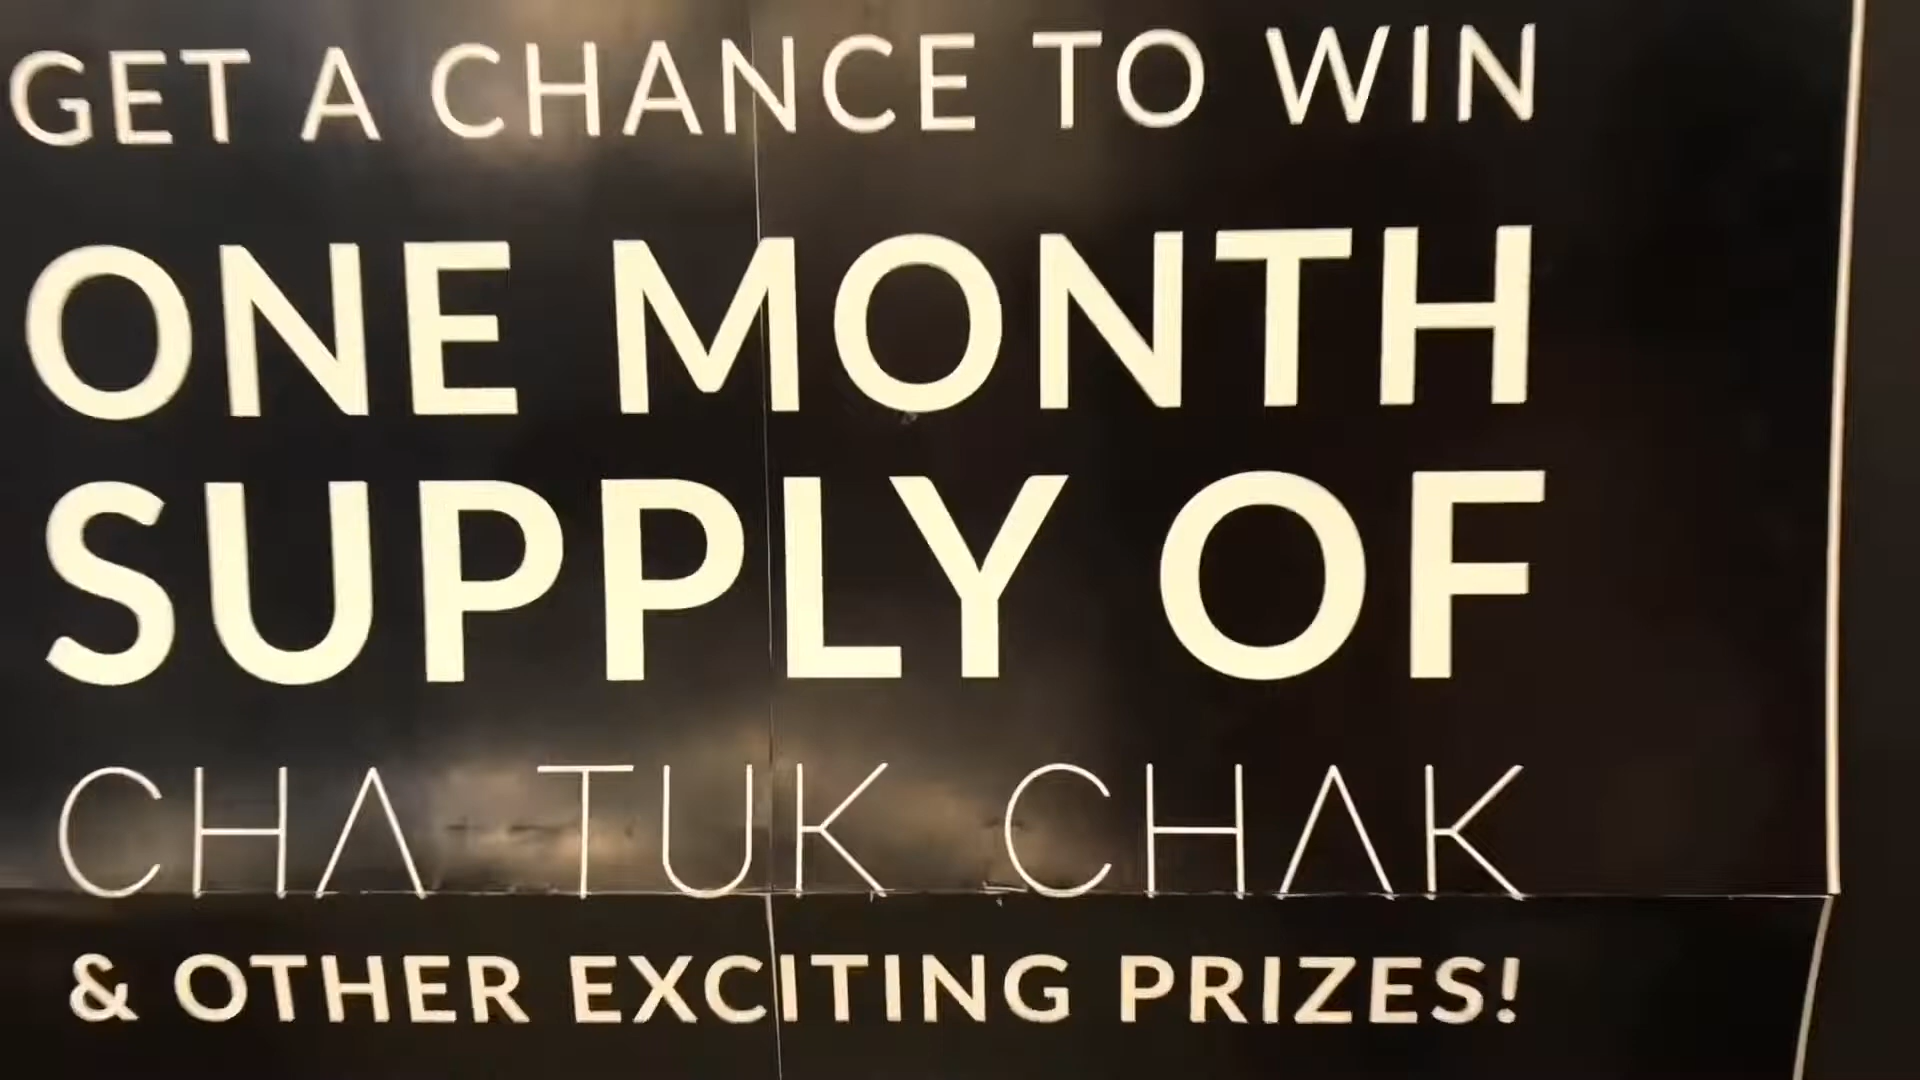 GET A CHANCE TO WIN
ONE MONTH
SUPPLY OF
CHA TUK CHAK
& OTHER EXCITING PRIZES!